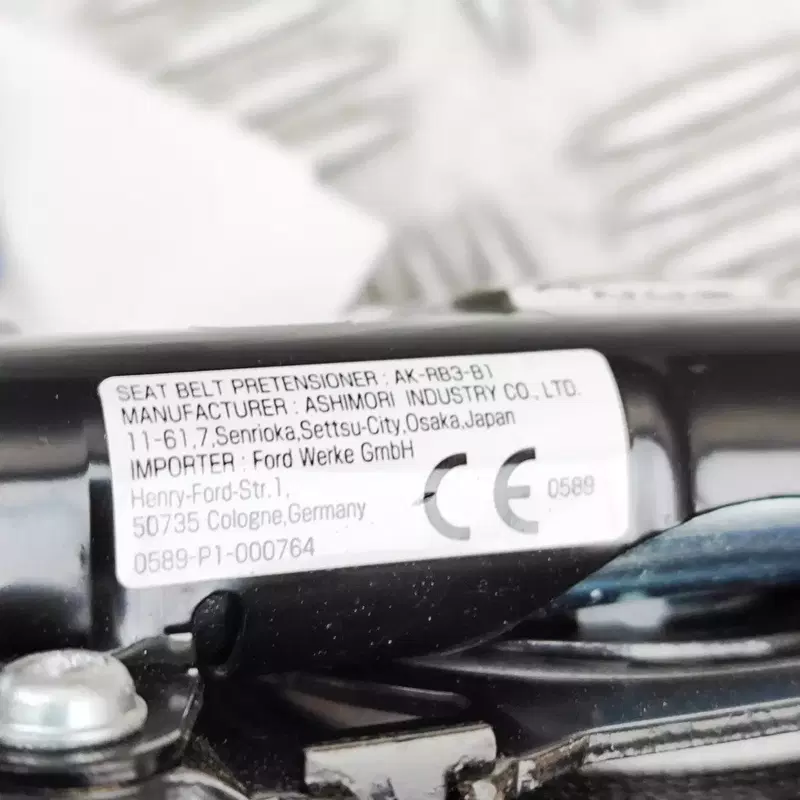 SEAT BELT PRETENSIONER : AK-RB3-B1
MANUFACTURER : ASHIMORI INDUSTRY CO., LTD.
11-61,7,Senrioka,Settsu-City,Osaka,Japan
IMPORTER : Ford Werke GmbH
Henry-Ford-Str.1,
50735 Cologne,Germany
CE 0589
0589-P1-000764